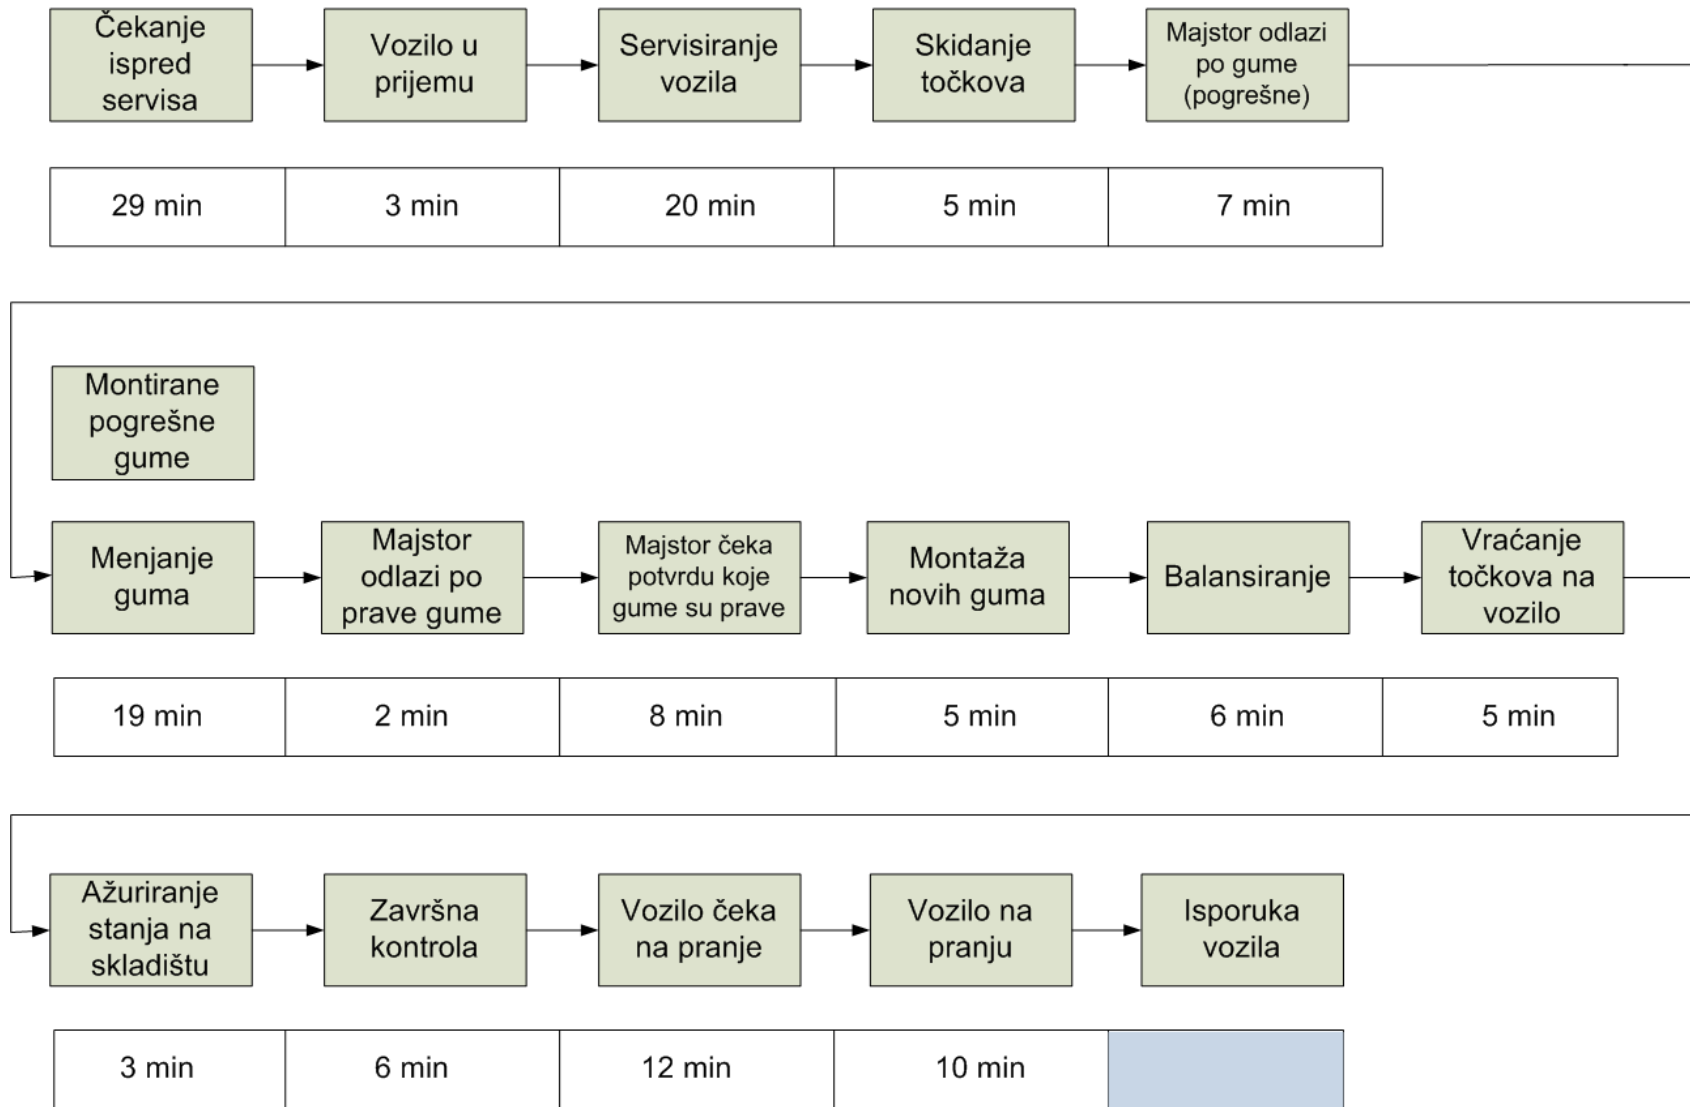 Čekanje
ispred
servisa
Vozilo u
prijemu
Servisiranje
vozila
Skidanje
točkova
Majstor odlazi
po gume
(pogrešne)
29 min
3 min
20 min
5 min
7 min
Montirane
pogrešne
gume
Menjanje
guma
Majstor
odlazi po
prave gume
Majstor čeka
potvrdu koje
gume su prave
Montaža
novih guma
Balansiranje
Vraćanje
točkova na
vozilo
19 min
2 min
8 min
5 min
6 min
5 min
Ažuriranje
stanja na
skladištu
Završna
kontrola
Vozilo čeka
na pranje
Vozilo na
pranju
Isporuka
vozila
3 min
6 min
12 min
10 min